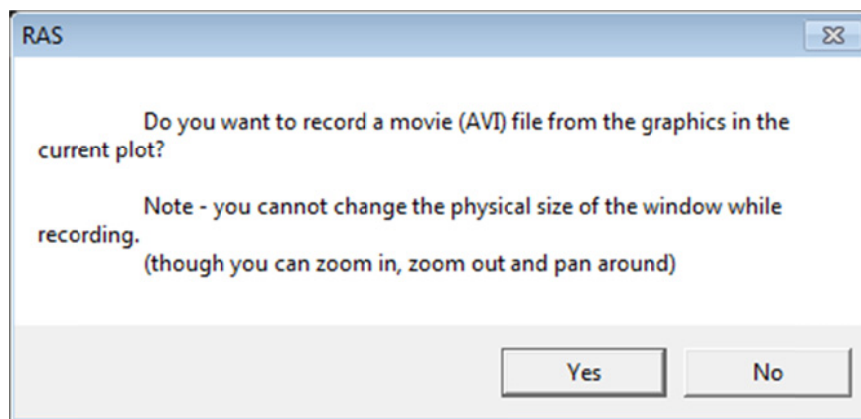 RAS
Do you want to record a movie (AVI) file from the graphics in the
current plot?
Note - you cannot change the physical size of the window while
recording.
(though you can zoom in, zoom out and pan around)
Yes No